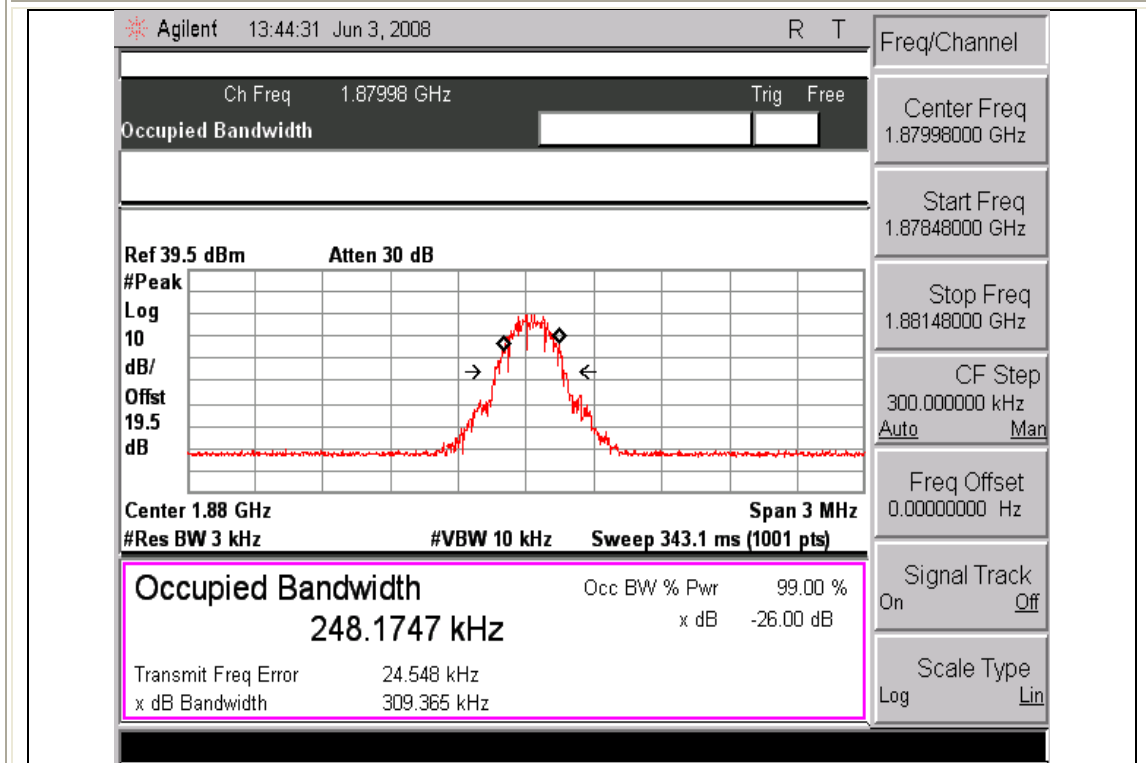 Agilent 13:44:31 Jun 3, 2008 R T
Freq/Channel
Ch Freq 1.87998 GHz Trig Free
Occupied Bandwidth
Center Freq
1.87998000 GHz
Start Freq
1.87848000 GHz
Stop Freq
1.88148000 GHz
CF Step
300.000000 kHz
Auto Man
Freq Offset
0.00000000 Hz
Signal Track
On Off
Scale Type
Log Lin
Ref 39.5 dBm Atten 30 dB
#Peak
Log
10
dB/
Offst
19.5
dB
Center 1.88 GHz Span 3 MHz
#Res BW 3 kHz #VBW 10 kHz Sweep 343.1 ms (1001 pts)
Occupied Bandwidth Occ BW % Pwr 99.00 %
248.1747 kHz x dB -26.00 dB
Transmit Freq Error 24.548 kHz
x dB Bandwidth 309.365 kHz